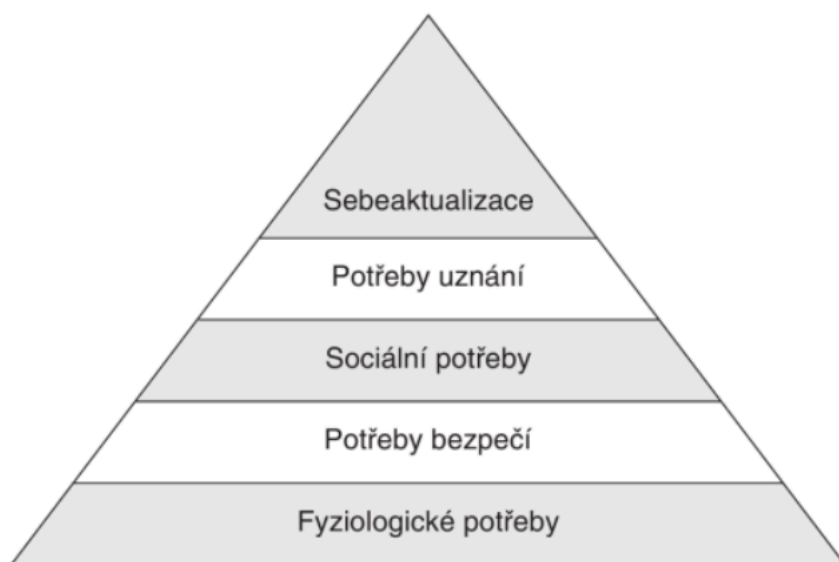 Sebeaktualizace
Potřeby uznání
Sociální potřeby
Potřeby bezpečí
Fyziologické potřeby